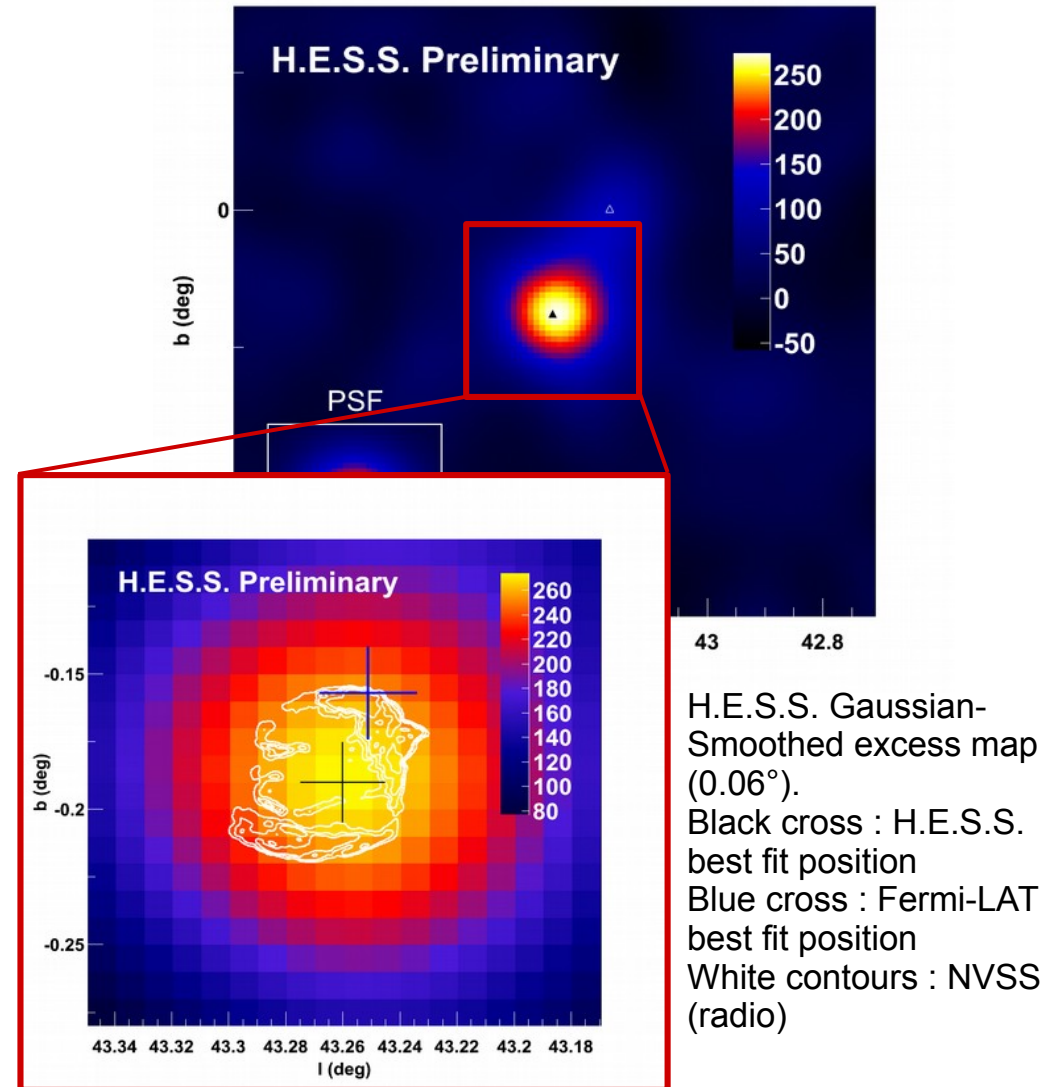 H.E.S.S. Preliminary
250
200
150
100
50
0
-50
0
b (deg)
PSF
43 42.8
H.E.S.S. Preliminary
260
240
220
200
180
160
140
120
100
80
-0.15
-0.2
-0.25
b (deg)
43.34 43.32 43.3 43.28 43.26 43.24 43.22 43.2 43.18
l (deg)
H.E.S.S. Gaussian-
Smoothed excess map
(0.06°).
Black cross : H.E.S.S.
best fit position
Blue cross : Fermi-LAT
best fit position
White contours : NVSS
(radio)